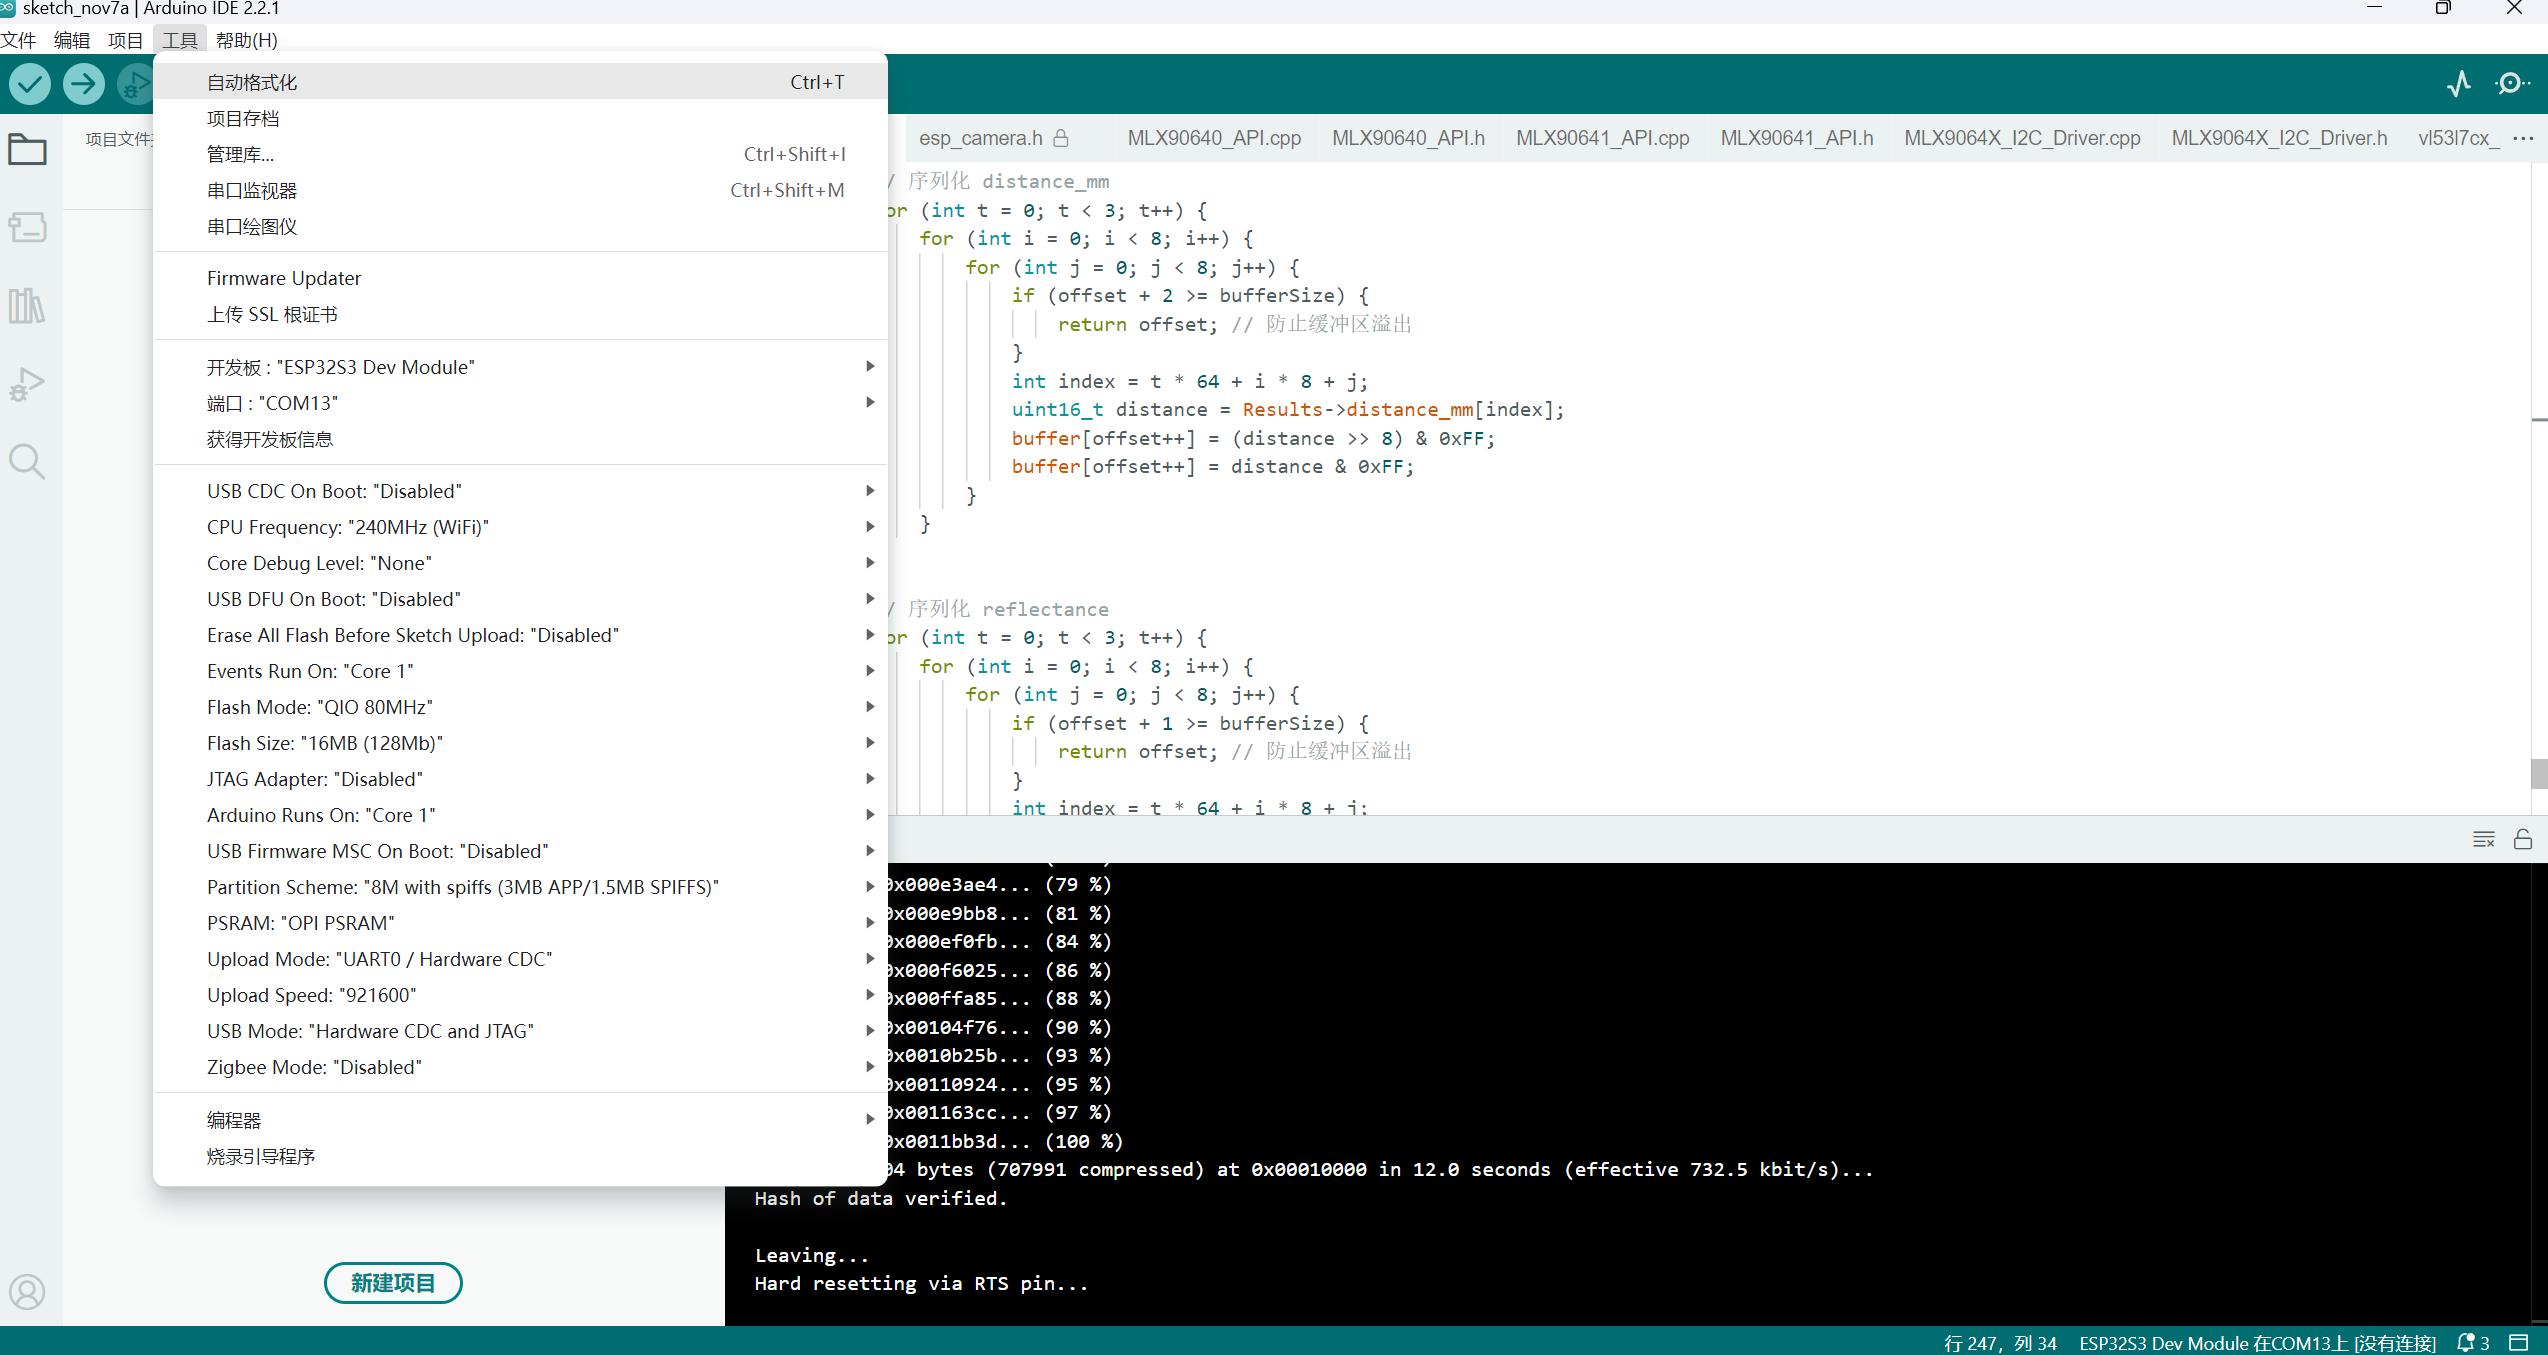 sketch_nov7a | Arduino IDE 2.2.1
文件 编辑 项目 工具 帮助(H)
自动格式化 Ctrl+T
项目存档
管理库... Ctrl+Shift+I
串口监视器 Ctrl+Shift+M
串口绘图仪
Firmware Updater
上传 SSL 根证书
开发板 : "ESP32S3 Dev Module"
端口 : "COM13"
获得开发板信息
USB CDC On Boot: "Disabled"
CPU Frequency: "240MHz (WiFi)"
Core Debug Level: "None"
USB DFU On Boot: "Disabled"
Erase All Flash Before Sketch Upload: "Disabled"
Events Run On: "Core 1"
Flash Mode: "QIO 80MHz"
Flash Size: "16MB (128Mb)"
JTAG Adapter: "Disabled"
Arduino Runs On: "Core 1"
USB Firmware MSC On Boot: "Disabled"
Partition Scheme: "8M with spiffs (3MB APP/1.5MB SPIFFS)"
PSRAM: "OPI PSRAM"
Upload Mode: "UART0 / Hardware CDC"
Upload Speed: "921600"
USB Mode: "Hardware CDC and JTAG"
Zigbee Mode: "Disabled"
编程器
烧录引导程序
项目文件
新建项目
esp_camera.h MLX90640_API.cpp MLX90640_API.h MLX90641_API.cpp MLX90641_API.h MLX9064X_I2C_Driver.cpp MLX9064X_I2C_Driver.h vl53l7cx_ ...
/ 序列化 distance_mm
or (int t = 0; t < 3; t++) {
for (int i = 0; i < 8; i++) {
for (int j = 0; j < 8; j++) {
if (offset + 2 >= bufferSize) {
return offset; // 防止缓冲区溢出
}
int index = t * 64 + i * 8 + j;
uint16_t distance = Results->distance_mm[index];
buffer[offset++] = (distance >> 8) & 0xFF;
buffer[offset++] = distance & 0xFF;
}
}
/ 序列化 reflectance
or (int t = 0; t < 3; t++) {
for (int i = 0; i < 8; i++) {
for (int j = 0; j < 8; j++) {
if (offset + 1 >= bufferSize) {
return offset; // 防止缓冲区溢出
}
int index = t * 64 + i * 8 + j;
0x000e3ae4... (79 %)
0x000e9bb8... (81 %)
0x000ef0fb... (84 %)
0x000f6025... (86 %)
0x000ffa85... (88 %)
0x00104f76... (90 %)
0x0010b25b... (93 %)
0x00110924... (95 %)
0x001163cc... (97 %)
0x0011bb3d... (100 %)
04 bytes (707991 compressed) at 0x00010000 in 12.0 seconds (effective 732.5 kbit/s)...
Hash of data verified.
Leaving...
Hard resetting via RTS pin...
行 247，列 34 ESP32S3 Dev Module 在COM13上 [没有连接] 3